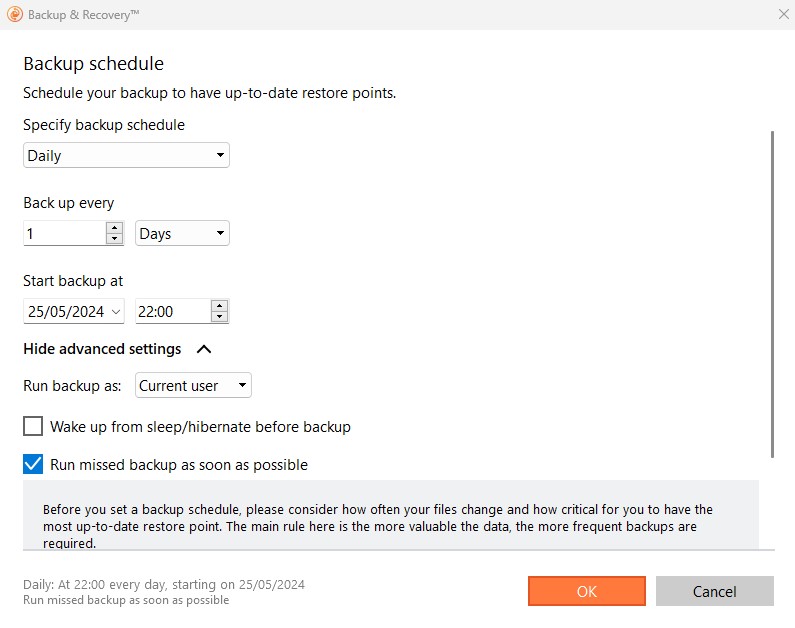 Backup & Recovery™
Backup schedule
Schedule your backup to have up-to-date restore points.
Specify backup schedule
Daily
Back up every
1 Days
Start backup at
25/05/2024 22:00
Hide advanced settings
Run backup as: Current user
Wake up from sleep/hibernate before backup
Run missed backup as soon as possible
Before you set a backup schedule, please consider how often your files change and how critical for you to have the
most up-to-date restore point. The main rule here is the more valuable the data, the more frequent backups are
required.
Daily: At 22:00 every day, starting on 25/05/2024
Run missed backup as soon as possible
OK Cancel